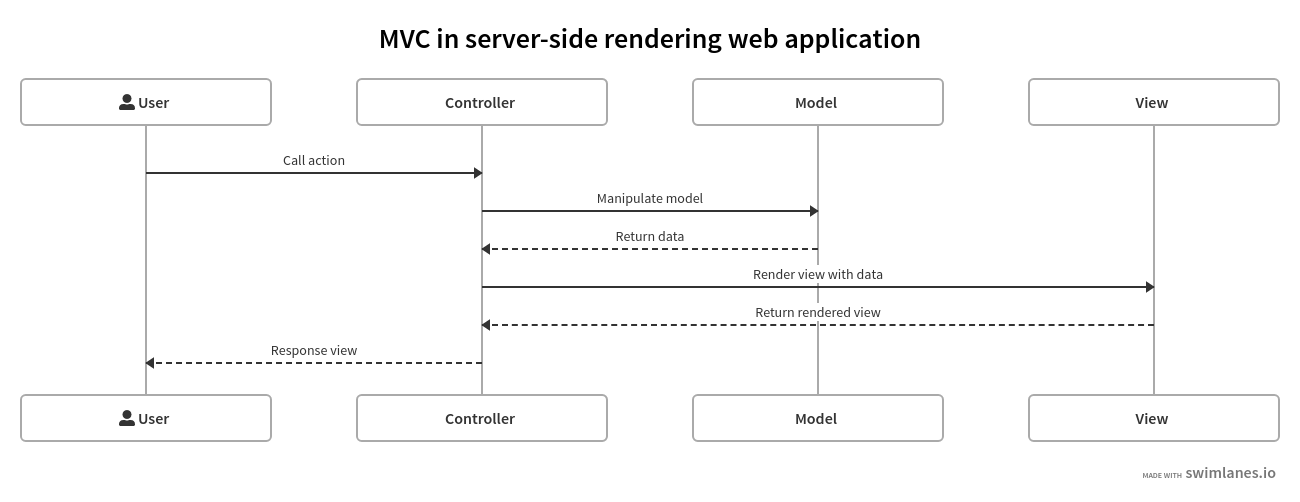 MVC in server-side rendering web application
User
Controller
Model
View
Call action
Manipulate model
Return data
Render view with data
Return rendered view
Response view
User
Controller
Model
View
MADE WITH swimlanes.io